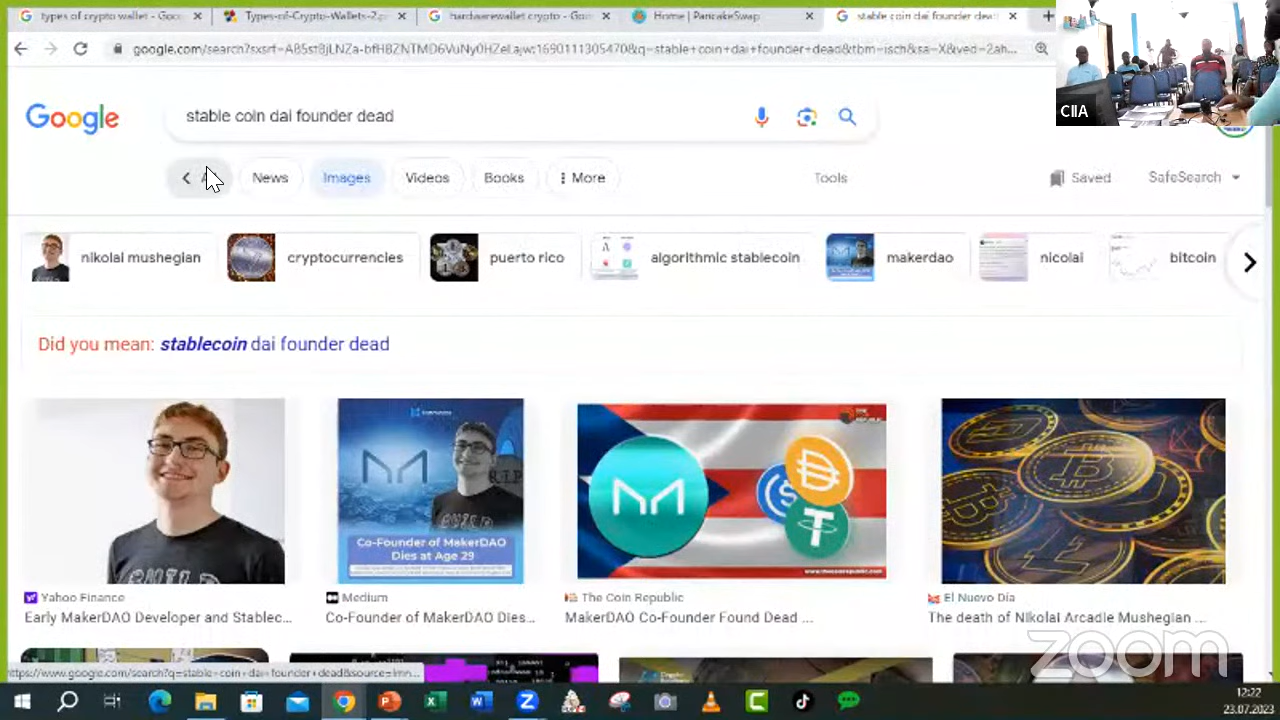 types of crypto wallet - Goo
Types-of-Crypto-Wallets-2.p
hardwarewallet crypto - Goo
Home | PancakeSwap
stable coin dai founder dead
stable coin dai founder dead
Google
News
Images
Videos
Books
More
Tools
Saved
SafeSearch
CIIA
nikolai mushegian
cryptocurrencies
puerto rico
algorithmic stablecoin
makerdao
nicolai
bitcoin
Did you mean: stablecoin dai founder dead
R.I.P
Co-Founder of MakerDAO
Dies at Age 29
Yahoo Finance
Early MakerDAO Developer and Stablec...
Medium
Co-Founder of MakerDAO Dies...
The Coin Republic
MakerDAO Co-Founder Found Dead ...
El Nuevo Día
The death of Nikolai Arcadie Mushegian ...
zoom
12:22
23.07.2023